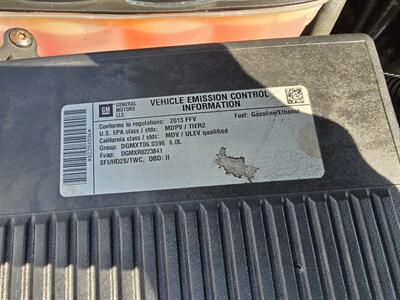 GM
GENERAL MOTORS LLC
VEHICLE EMISSION CONTROL INFORMATION
Conforms to regulations: 2013 FFV
Fuel: Gasoline/Ethanol
U.S. EPA class / stds: MDPV / TIER2
California class / stds: MDV / ULEV qualified
Group: DGMXT06.0396 6.0L
Evap: DGMXR0223841
SFI/HO2S/TWC, OBD: II